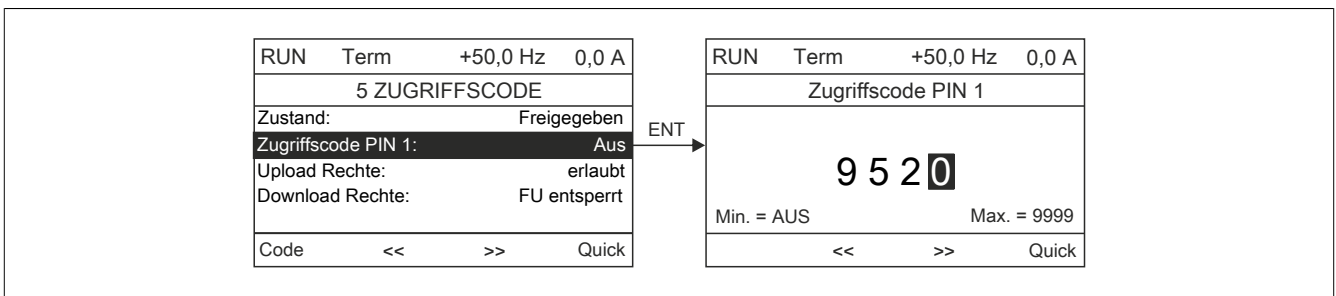 RUN Term +50,0 Hz 0,0 A
5 ZUGRIFFSCODE
Zustand: Freigegeben
Zugriffscode PIN 1: Aus
Upload Rechte: erlaubt
Download Rechte: FU entsperrt
Code << >> Quick
ENT
RUN Term +50,0 Hz 0,0 A
Zugriffscode PIN 1
9 5 2 0
Min. = AUS Max. = 9999
<< >> Quick